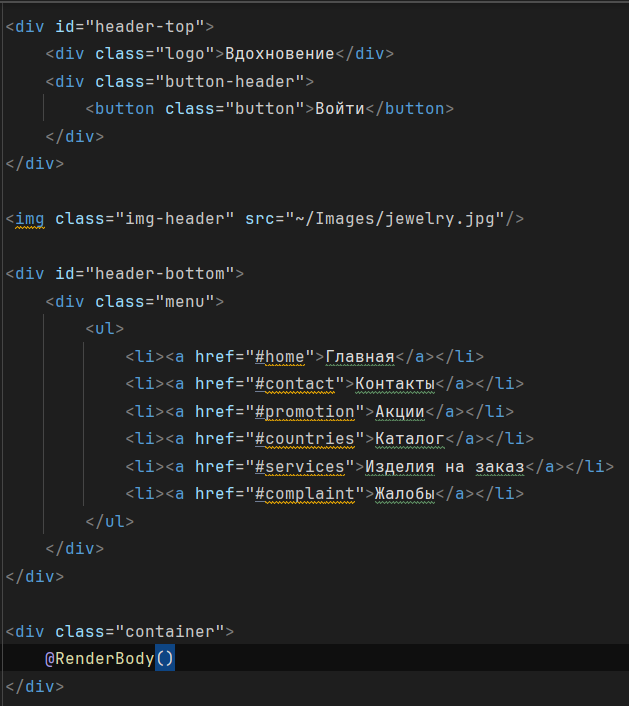 <div id="header-top">
    <div class="logo">Вдохновение</div>
    <div class="button-header">
        <button class="button">Войти</button>
    </div>
</div>

<img class="img-header" src="~/Images/jewelry.jpg"/>

<div id="header-bottom">
    <div class="menu">
        <ul>
            <li><a href="#home">Главная</a></li>
            <li><a href="#contact">Контакты</a></li>
            <li><a href="#promotion">Акции</a></li>
            <li><a href="#countries">Каталог</a></li>
            <li><a href="#services">Изделия на заказ</a></li>
            <li><a href="#complaint">Жалобы</a></li>
        </ul>
    </div>
</div>

<div class="container">
    @RenderBody()
</div>